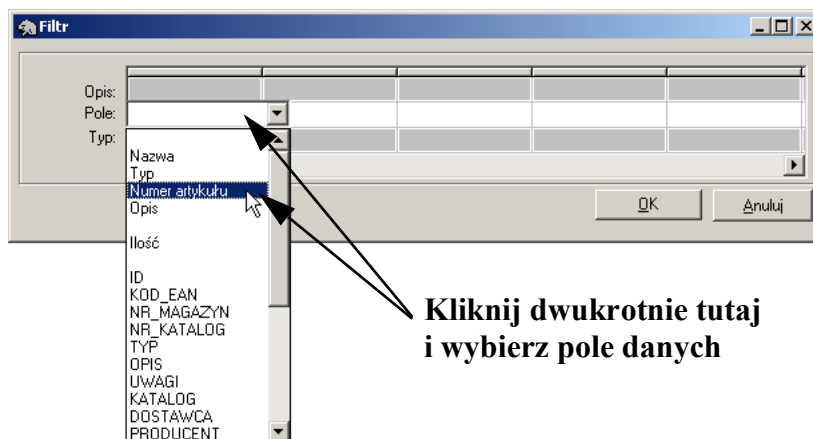 Filtr
Opis:
Pole:
Typ:
Nazwa
Typ
Numer artykułu
Opis
Ilość
ID
KOD_EAN
NR_MAGAZYN
NR_KATALOG
TYP
OPIS
UWAGI
KATALOG
DOSTAWCA
PRODUCENT
OK
Anuluj
Kliknij dwukrotnie tutaj
i wybierz pole danych